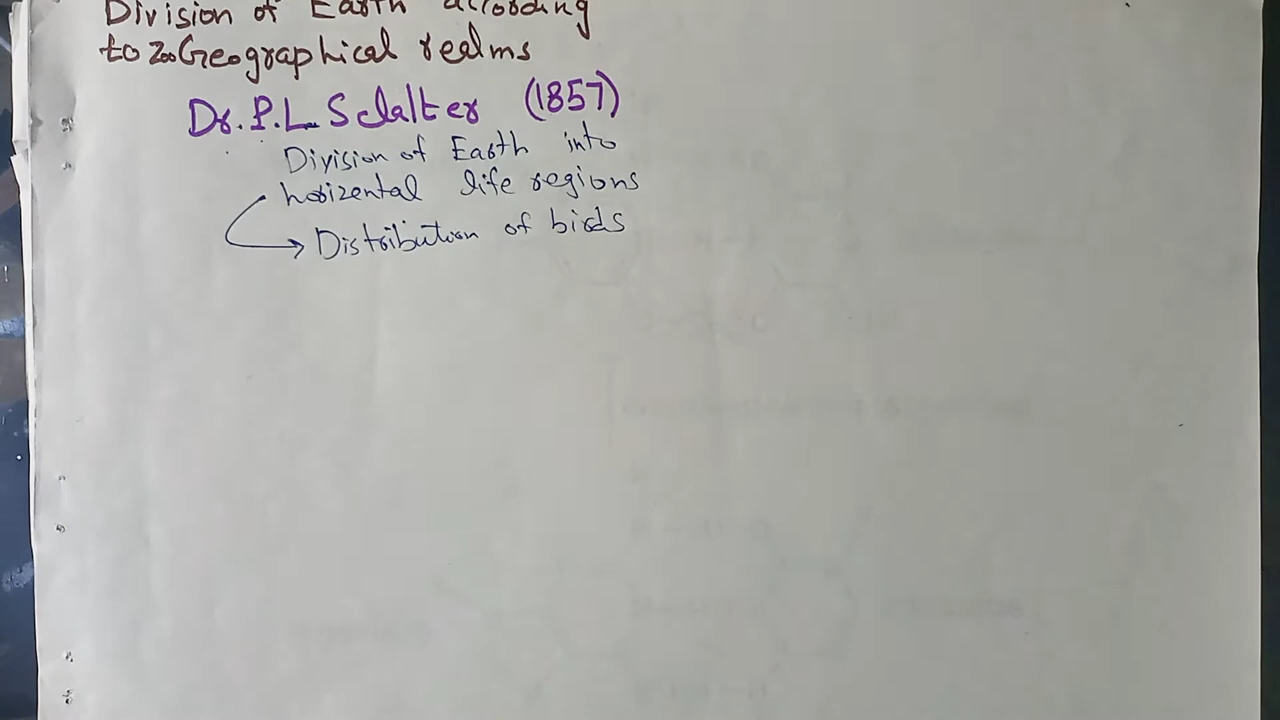 Division of Earth according
to ZooGeographical realms
Dr. P.L. Sclalter (1857)
Division of Earth into
horizental life regions
Distribution of birds